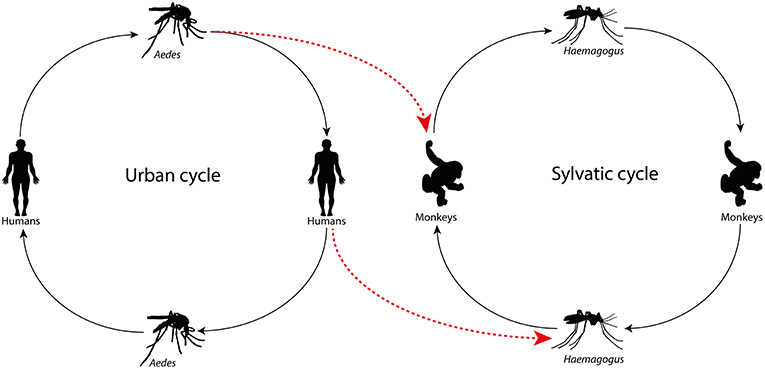 Aedes
Haemagogus
Urban cycle
Sylvatic cycle
Humans
Humans
Monkeys
Monkeys
Aedes
Haemagogus